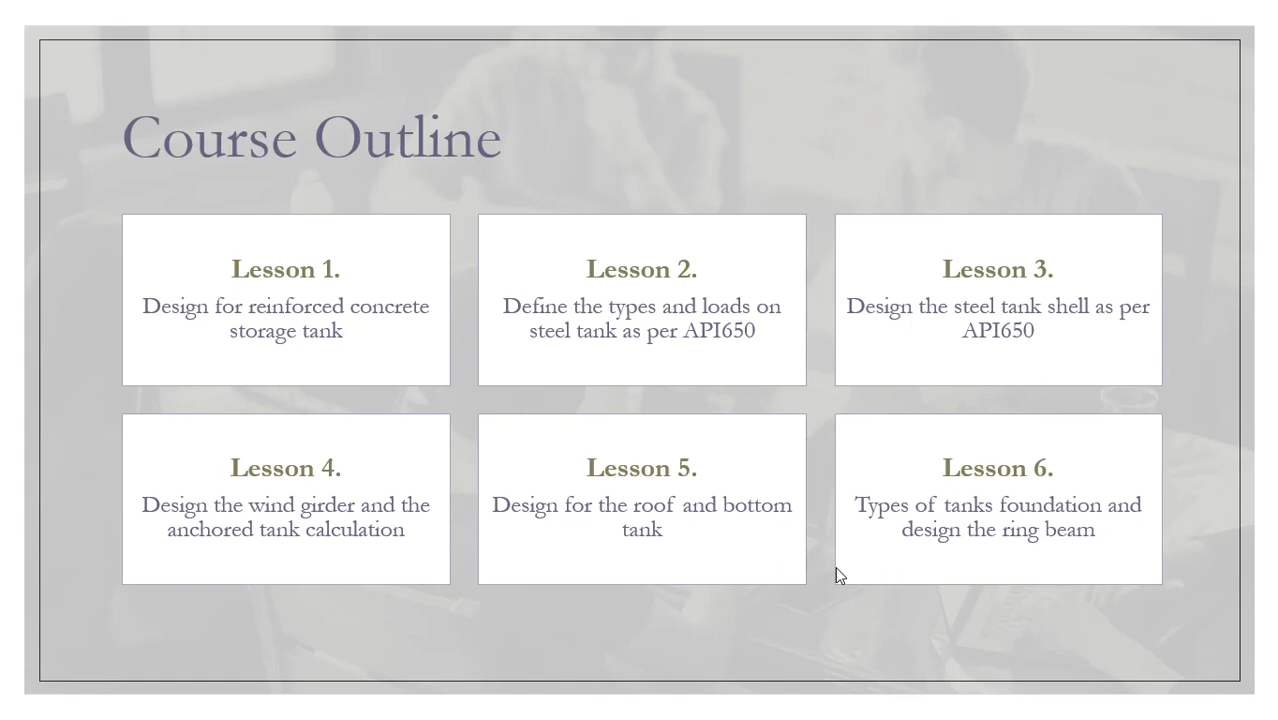 Course Outline
Lesson 1.
Design for reinforced concrete
storage tank
Lesson 2.
Define the types and loads on
steel tank as per API650
Lesson 3.
Design the steel tank shell as per
API650
Lesson 4.
Design the wind girder and the
anchored tank calculation
Lesson 5.
Design for the roof and bottom
tank
Lesson 6.
Types of tanks foundation and
design the ring beam